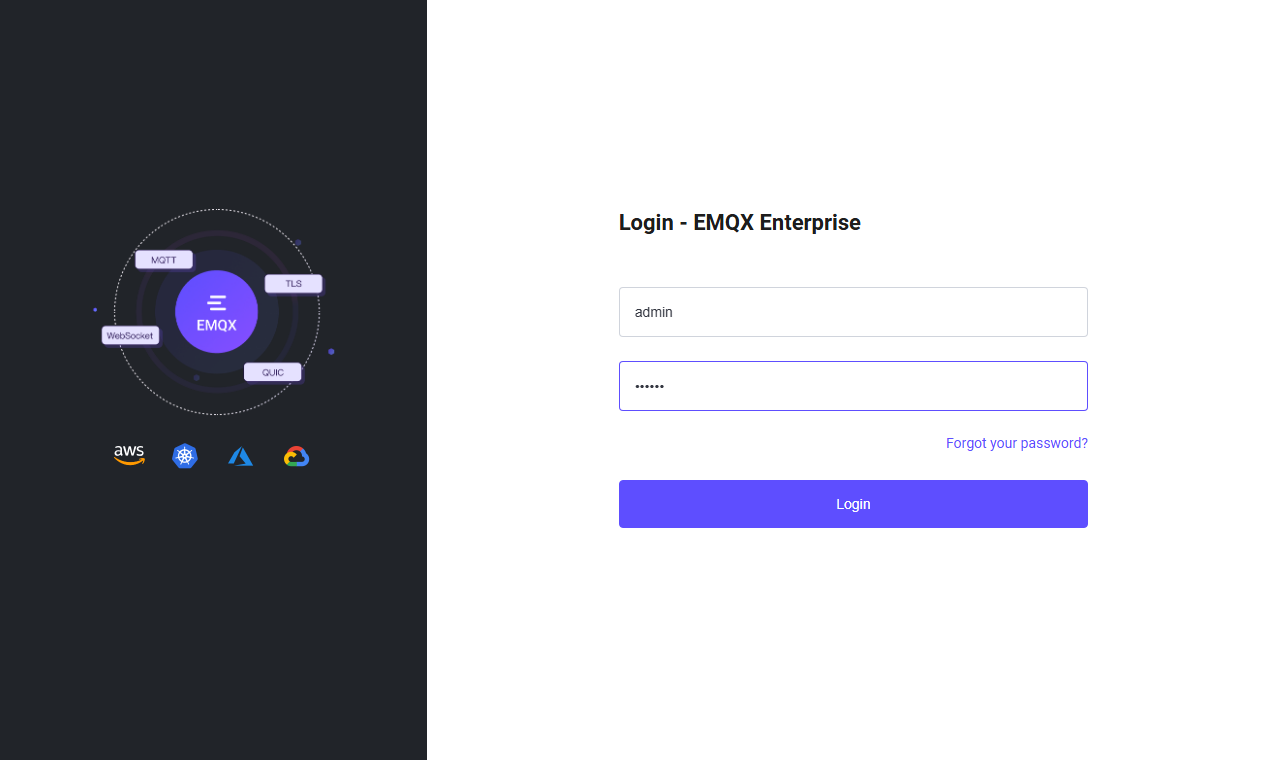 MQTT
TLS
EMQX
WebSocket
QUIC
aws
Login - EMQX Enterprise
admin
••••••
Forgot your password?
Login